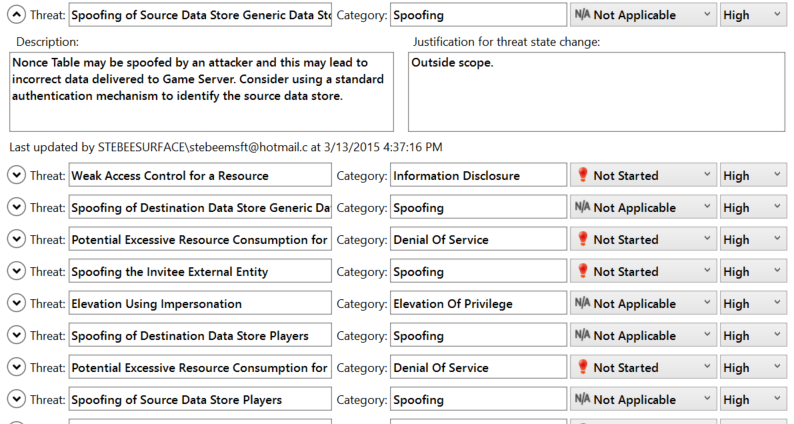 Threat: Spoofing of Source Data Store Generic Data Sto Category: Spoofing N/A Not Applicable High
Description: Justification for threat state change:
Nonce Table may be spoofed by an attacker and this may lead to Outside scope.
incorrect data delivered to Game Server. Consider using a standard
authentication mechanism to identify the source data store.
Last updated by STEBEESURFACE\stebeemsft@hotmail.c at 3/13/2015 4:37:16 PM
Threat: Weak Access Control for a Resource Category: Information Disclosure Not Started High
Threat: Spoofing of Destination Data Store Generic Da Category: Spoofing N/A Not Applicable High
Threat: Potential Excessive Resource Consumption for Category: Denial Of Service Not Started High
Threat: Spoofing the Invitee External Entity Category: Spoofing Not Started High
Threat: Elevation Using Impersonation Category: Elevation Of Privilege N/A Not Applicable High
Threat: Spoofing of Destination Data Store Players Category: Spoofing N/A Not Applicable High
Threat: Potential Excessive Resource Consumption for Category: Denial Of Service Not Started High
Threat: Spoofing of Source Data Store Players Category: Spoofing N/A Not Applicable High